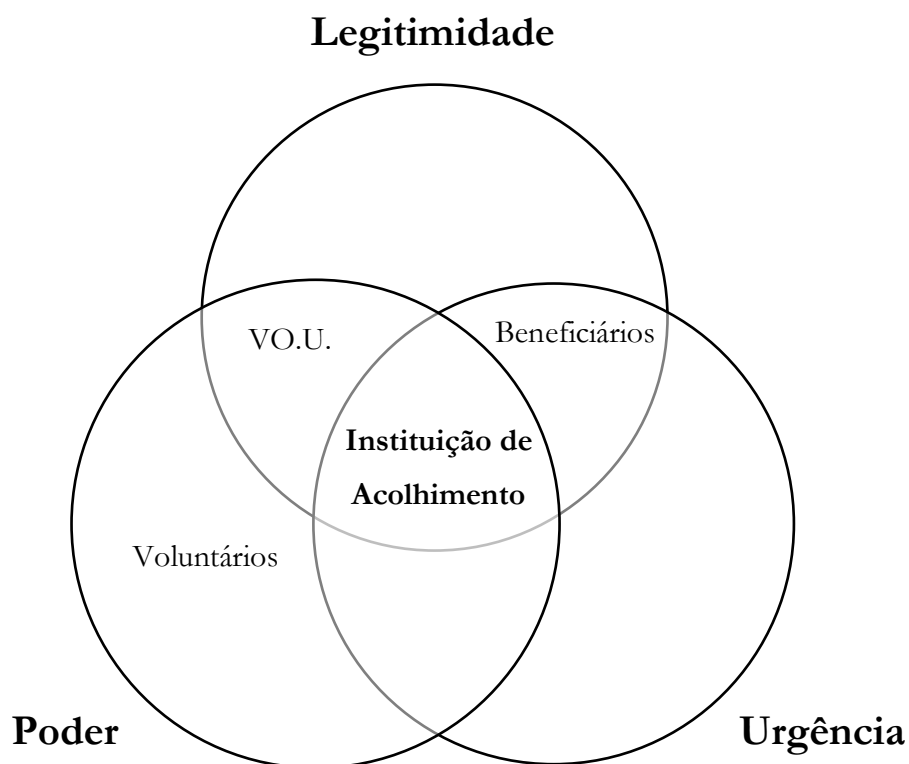 Legitimidade
VO.U.
Beneficiários
Instituição de
Acolhimento
Voluntários
Poder
Urgência